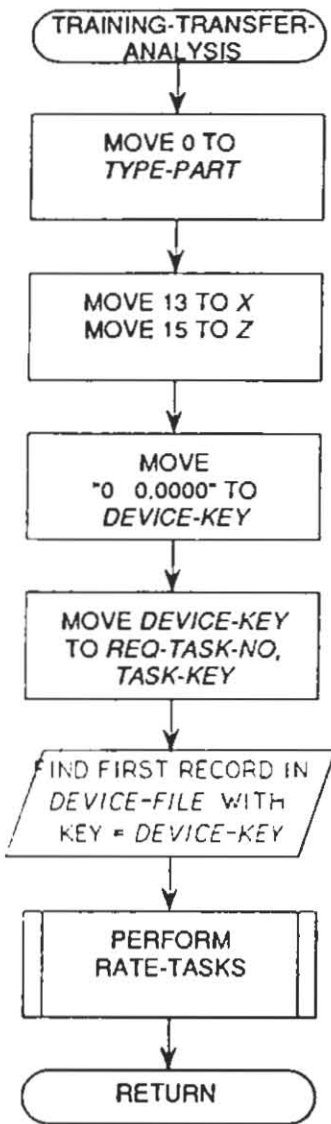 TRAINING-TRANSFER-
ANALYSIS
MOVE 0 TO
TYPE-PART
MOVE 13 TO X
MOVE 15 TO Z
MOVE
"0 0.0000" TO
DEVICE-KEY
MOVE DEVICE-KEY
TO REQ-TASK-NO,
TASK-KEY
FIND FIRST RECORD IN
DEVICE-FILE WITH
KEY = DEVICE-KEY
PERFORM
RATE-TASKS
RETURN